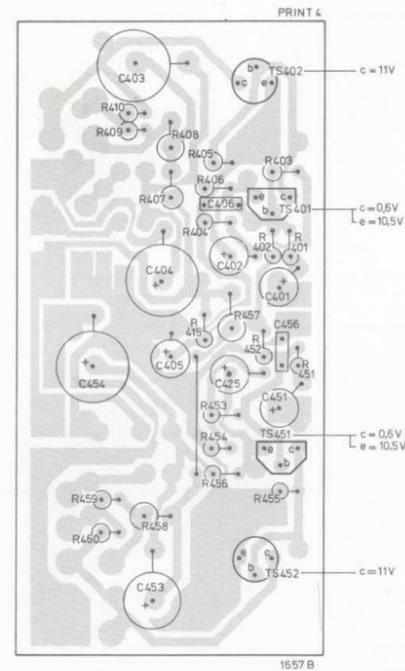 PRINT 4
C403
b
c e
TS402
c = 11V
R410
R409
R408
R405
R403
R406
R407
C406
e c
b
TS401
c = 0,6V
e = 10,5V
R404
R
402
R
401
C402
+
C404
+
C401
+
R457
R
415
C456
R
452
C405
+
R
451
C454
+
C425
+
C451
+
R453
TS451
c = 0,6V
e = 10,5V
R454
e c
b
R456
R455
R459
R458
R460
e c
b
TS452
c = 11V
C453
+
1657 B